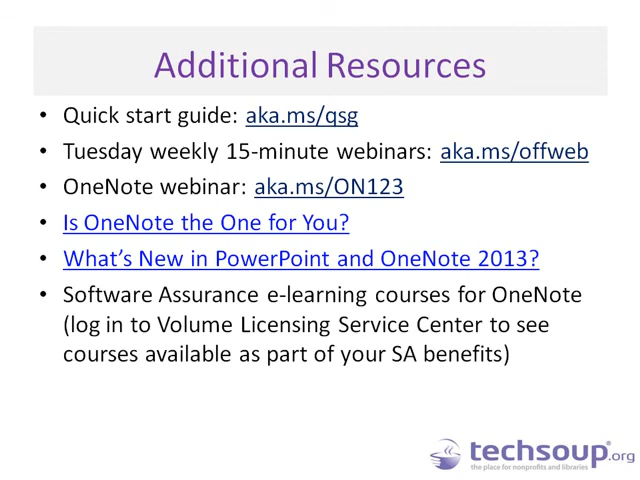 Additional Resources
• Quick start guide: aka.ms/qsg
• Tuesday weekly 15-minute webinars: aka.ms/offweb
• OneNote webinar: aka.ms/ON123
• Is OneNote the One for You?
• What's New in PowerPoint and OneNote 2013?
• Software Assurance e-learning courses for OneNote
(log in to Volume Licensing Service Center to see
courses available as part of your SA benefits)
techsoup®.org
the place for nonprofits and libraries